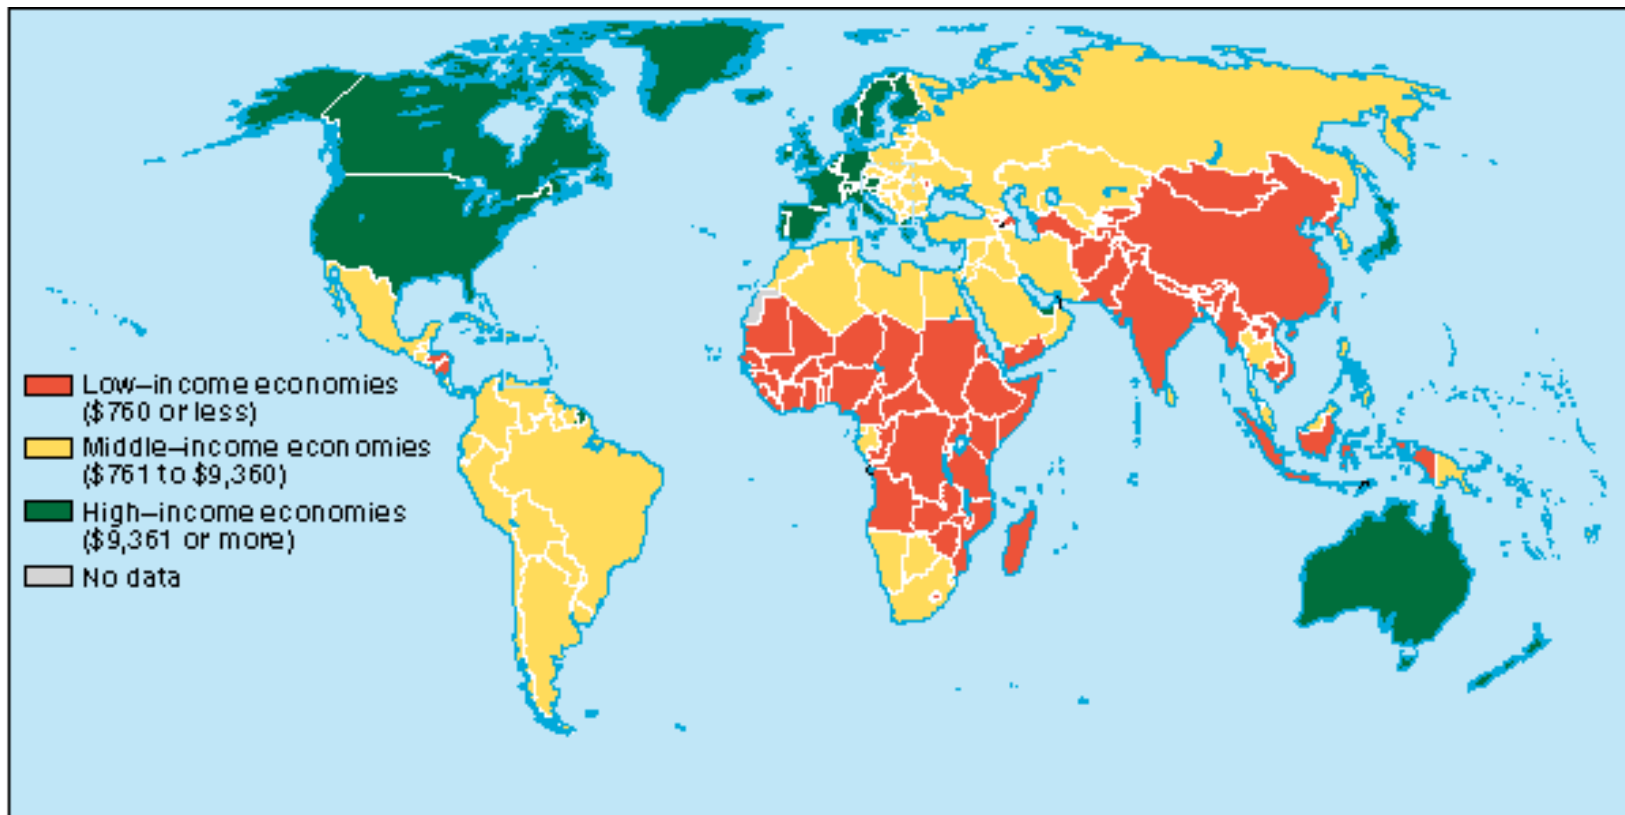 Low–income economies
($760 or less)
Middle–income economies
($761 to $9,360)
High–income economies
($9,361 or more)
No data